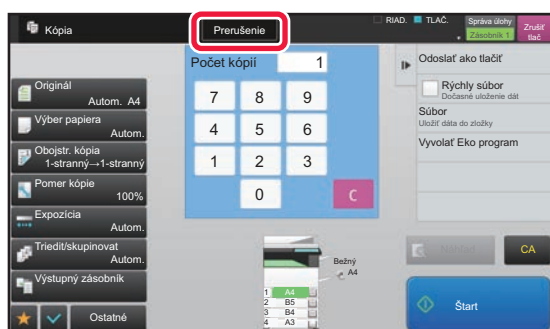 Kópia
Prerušenie
RIAD.
TLAČ.
Správa úlohy
Zásobník 1
Zrušiť
tlač
Originál
Autom. A4
Výber papiera
Autom.
Obojstr. kópia
1-stranný→1-stranný
Pomer kópie
100%
Expozícia
Autom.
Triediť/skupinovat
Autom.
Výstupný zásobník
Ostatné
Počet kópií
1
7 8 9
4 5 6
1 2 3
0 C
Bežný
A4
1 A4
2 B5
3 B4
4 A3
Odoslať ako tlačiť
Rýchly súbor
Dočasné uloženie dát
Súbor
Uložiť dáta do zložky
Vyvolať Eko program
CA
Štart